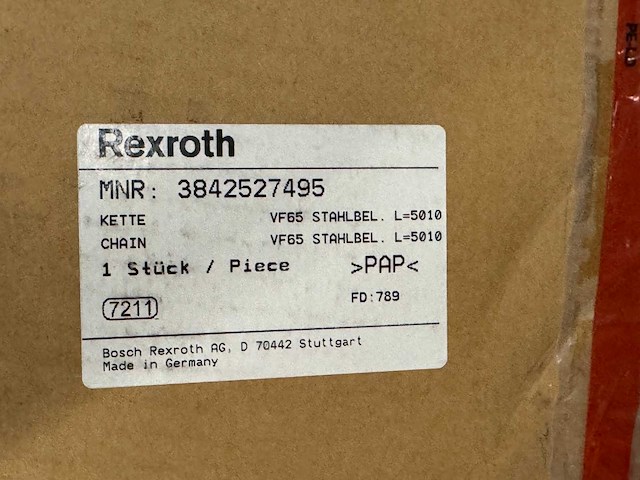 Rexroth
MNR: 3842527495
KETTE VF65 STAHLBEL. L=5010
CHAIN VF65 STAHLBEL. L=5010
1 Stück / Piece >PAP<
7211 FD:789
Bosch Rexroth AG, D 70442 Stuttgart
Made in Germany